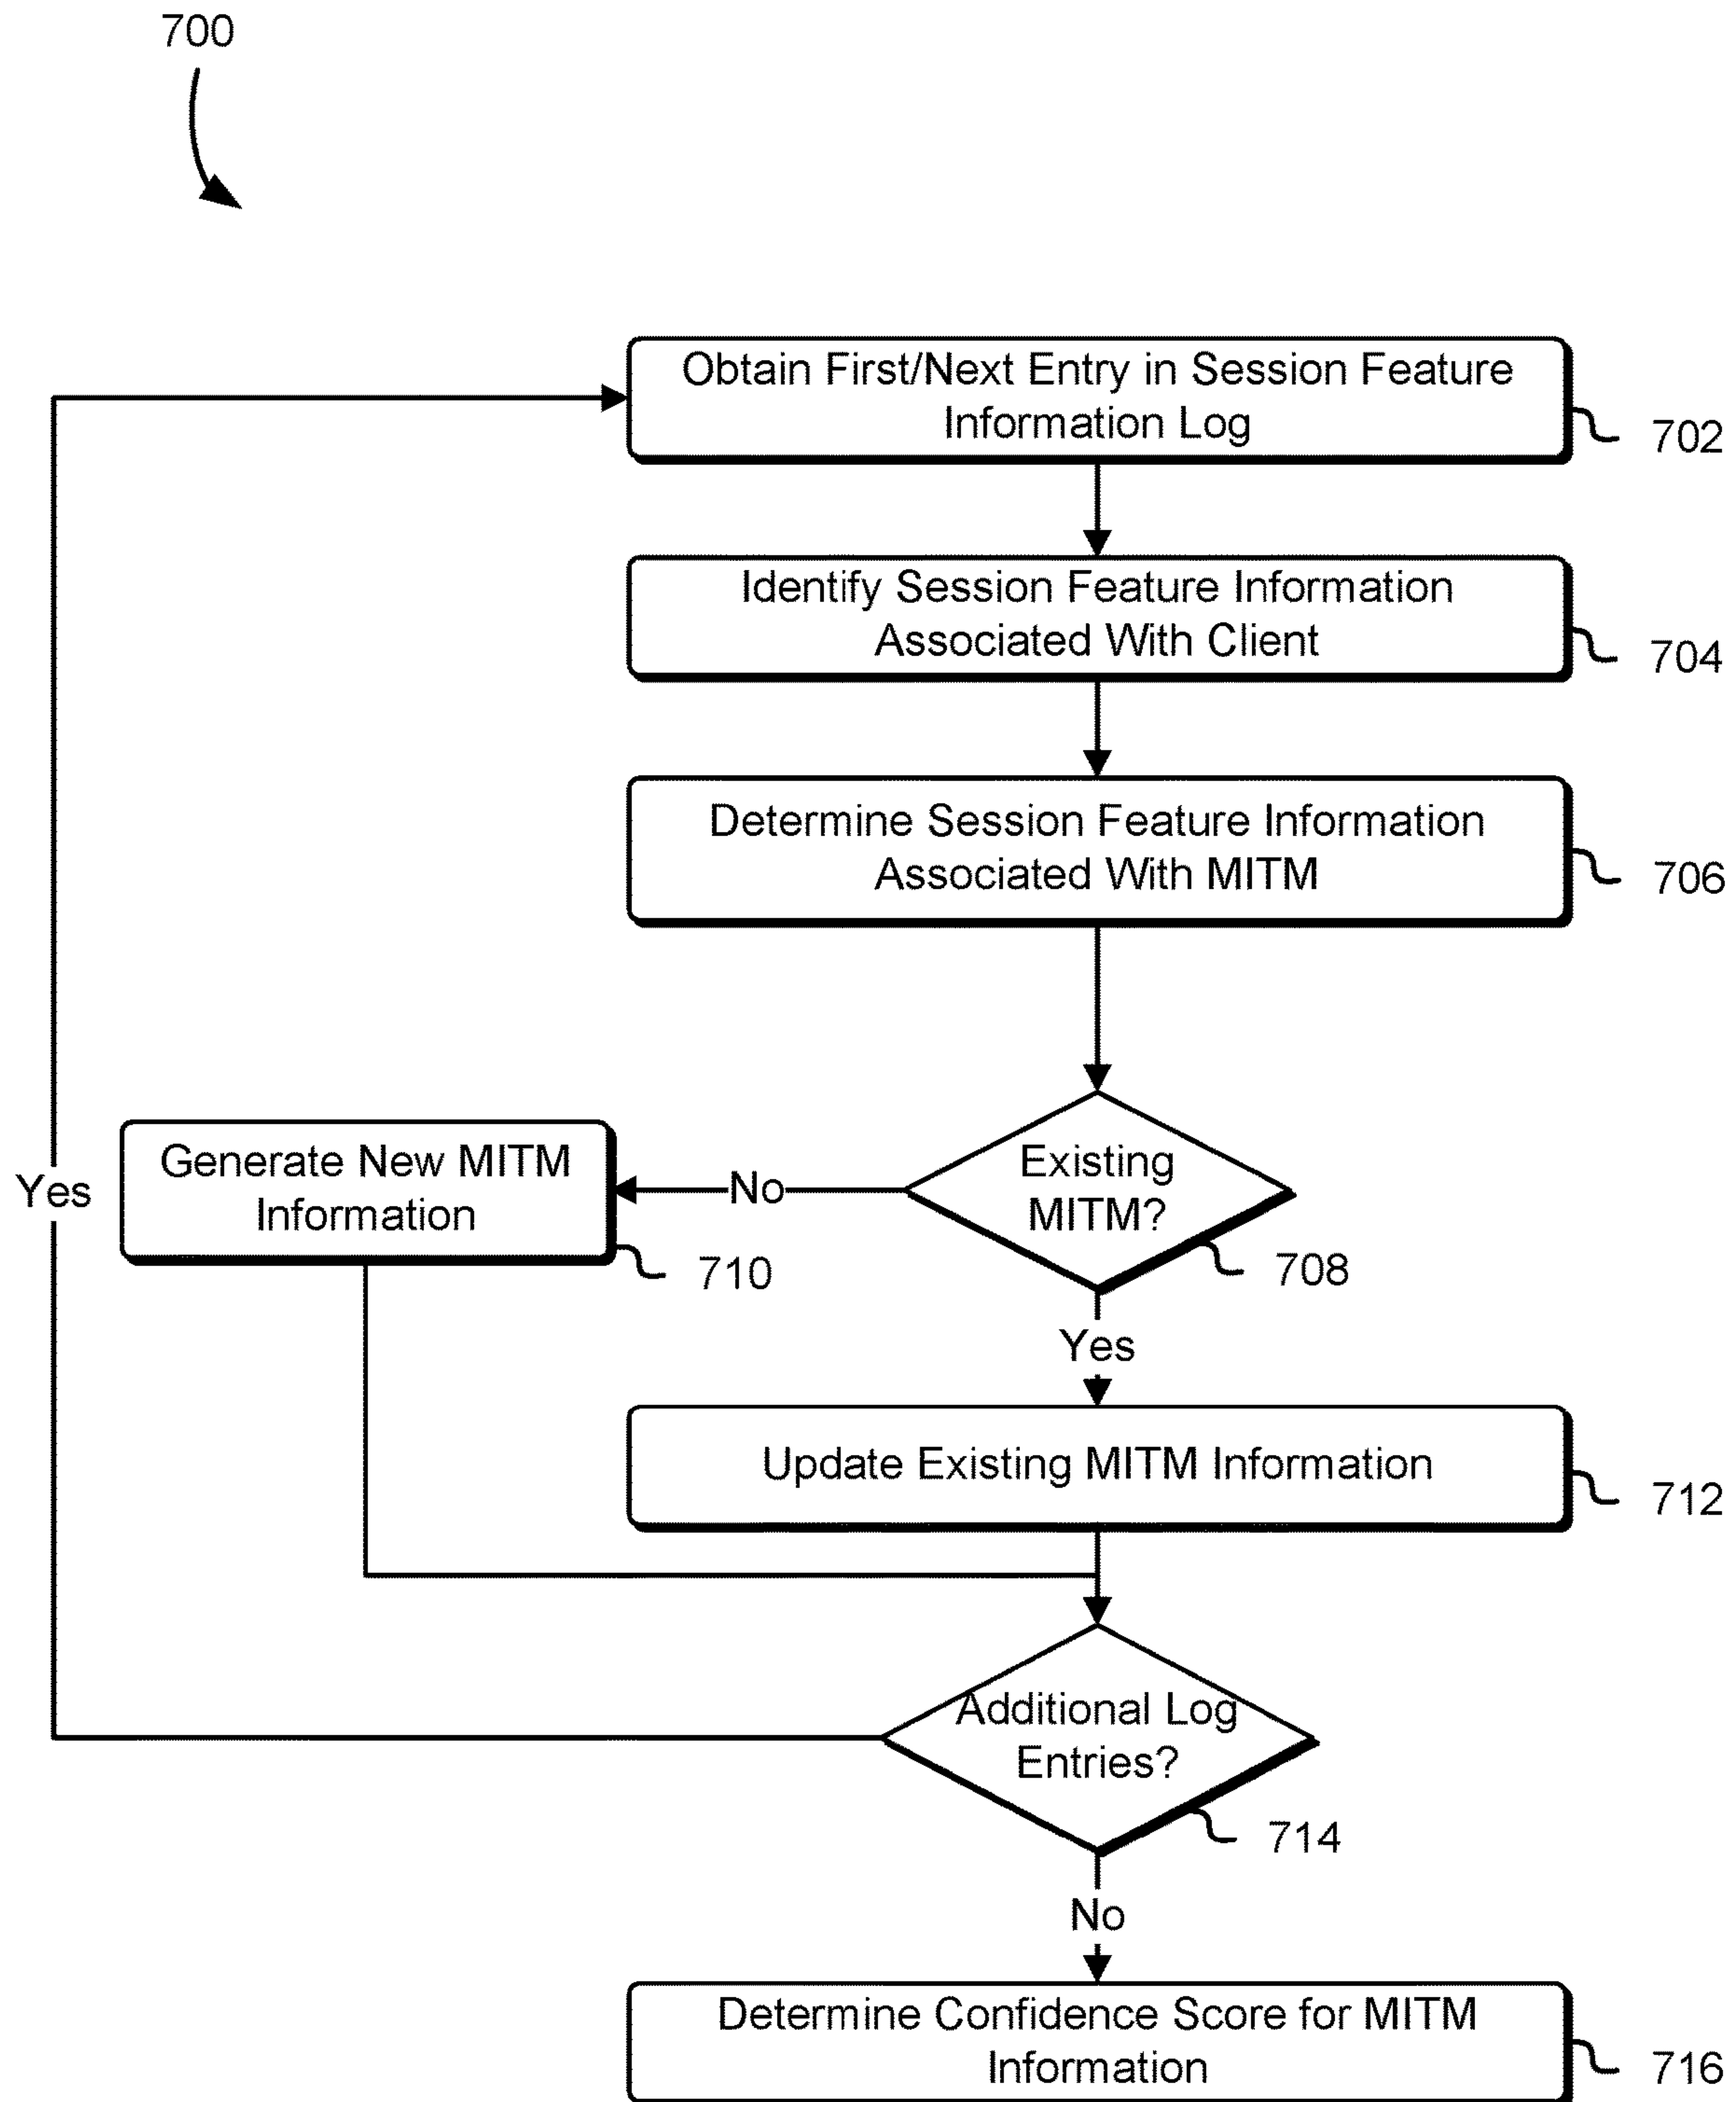 700
Obtain First/Next Entry in Session Feature
Information Log
702
Identify Session Feature Information
Associated With Client
704
Determine Session Feature Information
Associated With MITM
706
Existing
MITM?
708
No
Generate New MITM
Information
710
Yes
Yes
Update Existing MITM Information
712
Additional Log
Entries?
714
No
Determine Confidence Score for MITM
Information
716